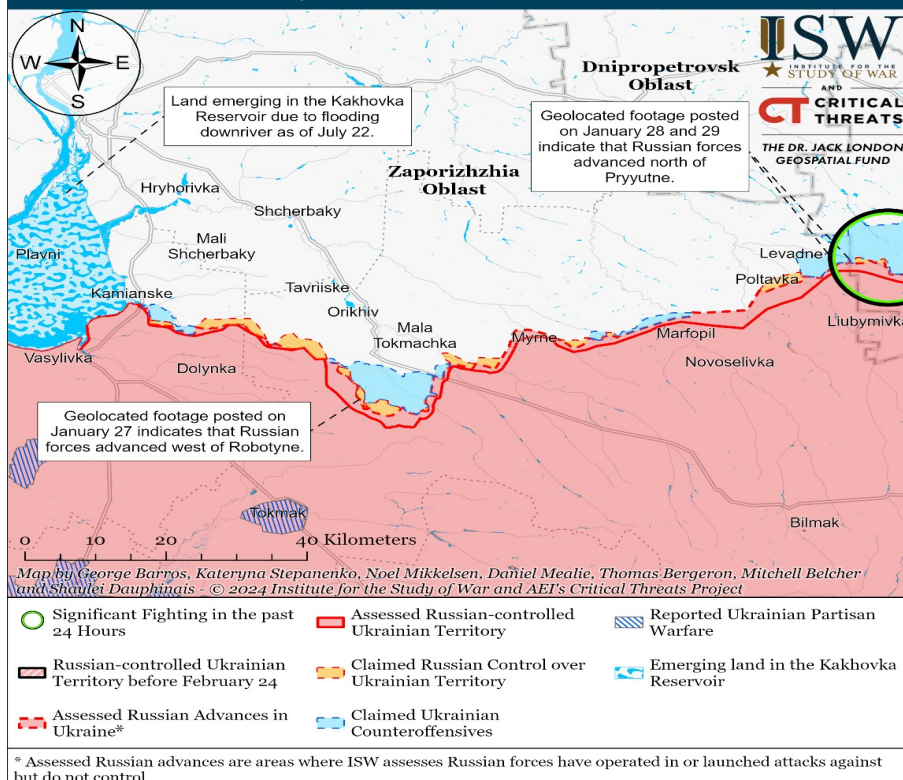 N
W E
S
ISW
INSTITUTE FOR THE
STUDY OF WAR
AND
CT CRITICAL
THREATS
THE DR. JACK LONDON
GEOSPATIAL FUND
Dnipropetrovsk
Oblast
Land emerging in the Kakhovka
Reservoir due to flooding
downriver as of July 22.
Geolocated footage posted
on January 28 and 29
indicate that Russian forces
advanced north of
Pryyutne.
Zaporizhzhia
Oblast
Hryhorivka
Shcherbaky
Mali
Shcherbaky
Plavni
Levadne
Tavriiske
Poltavka
Kamianske
Orikhiv
Liubymivka
Mala
Tokmachka
Myrne
Marfopil
Vasylivka
Dolynka
Novoselivka
Geolocated footage posted on
January 27 indicates that Russian
forces advanced west of Robotyne.
Tokmak
Bilmak
0 10 20 40 Kilometers
Map by George Barros, Kateryna Stepanenko, Noel Mikkelsen, Daniel Mealie, Thomas Bergeron, Mitchell Belcher
and Shaylei Dauphinais - © 2024 Institute for the Study of War and AEI's Critical Threats Project
Significant Fighting in the past
24 Hours
Assessed Russian-controlled
Ukrainian Territory
Reported Ukrainian Partisan
Warfare
Russian-controlled Ukrainian
Territory before February 24
Claimed Russian Control over
Ukrainian Territory
Emerging land in the Kakhovka
Reservoir
Assessed Russian Advances in
Ukraine*
Claimed Ukrainian
Counteroffensives
* Assessed Russian advances are areas where ISW assesses Russian forces have operated in or launched attacks against
but do not control.